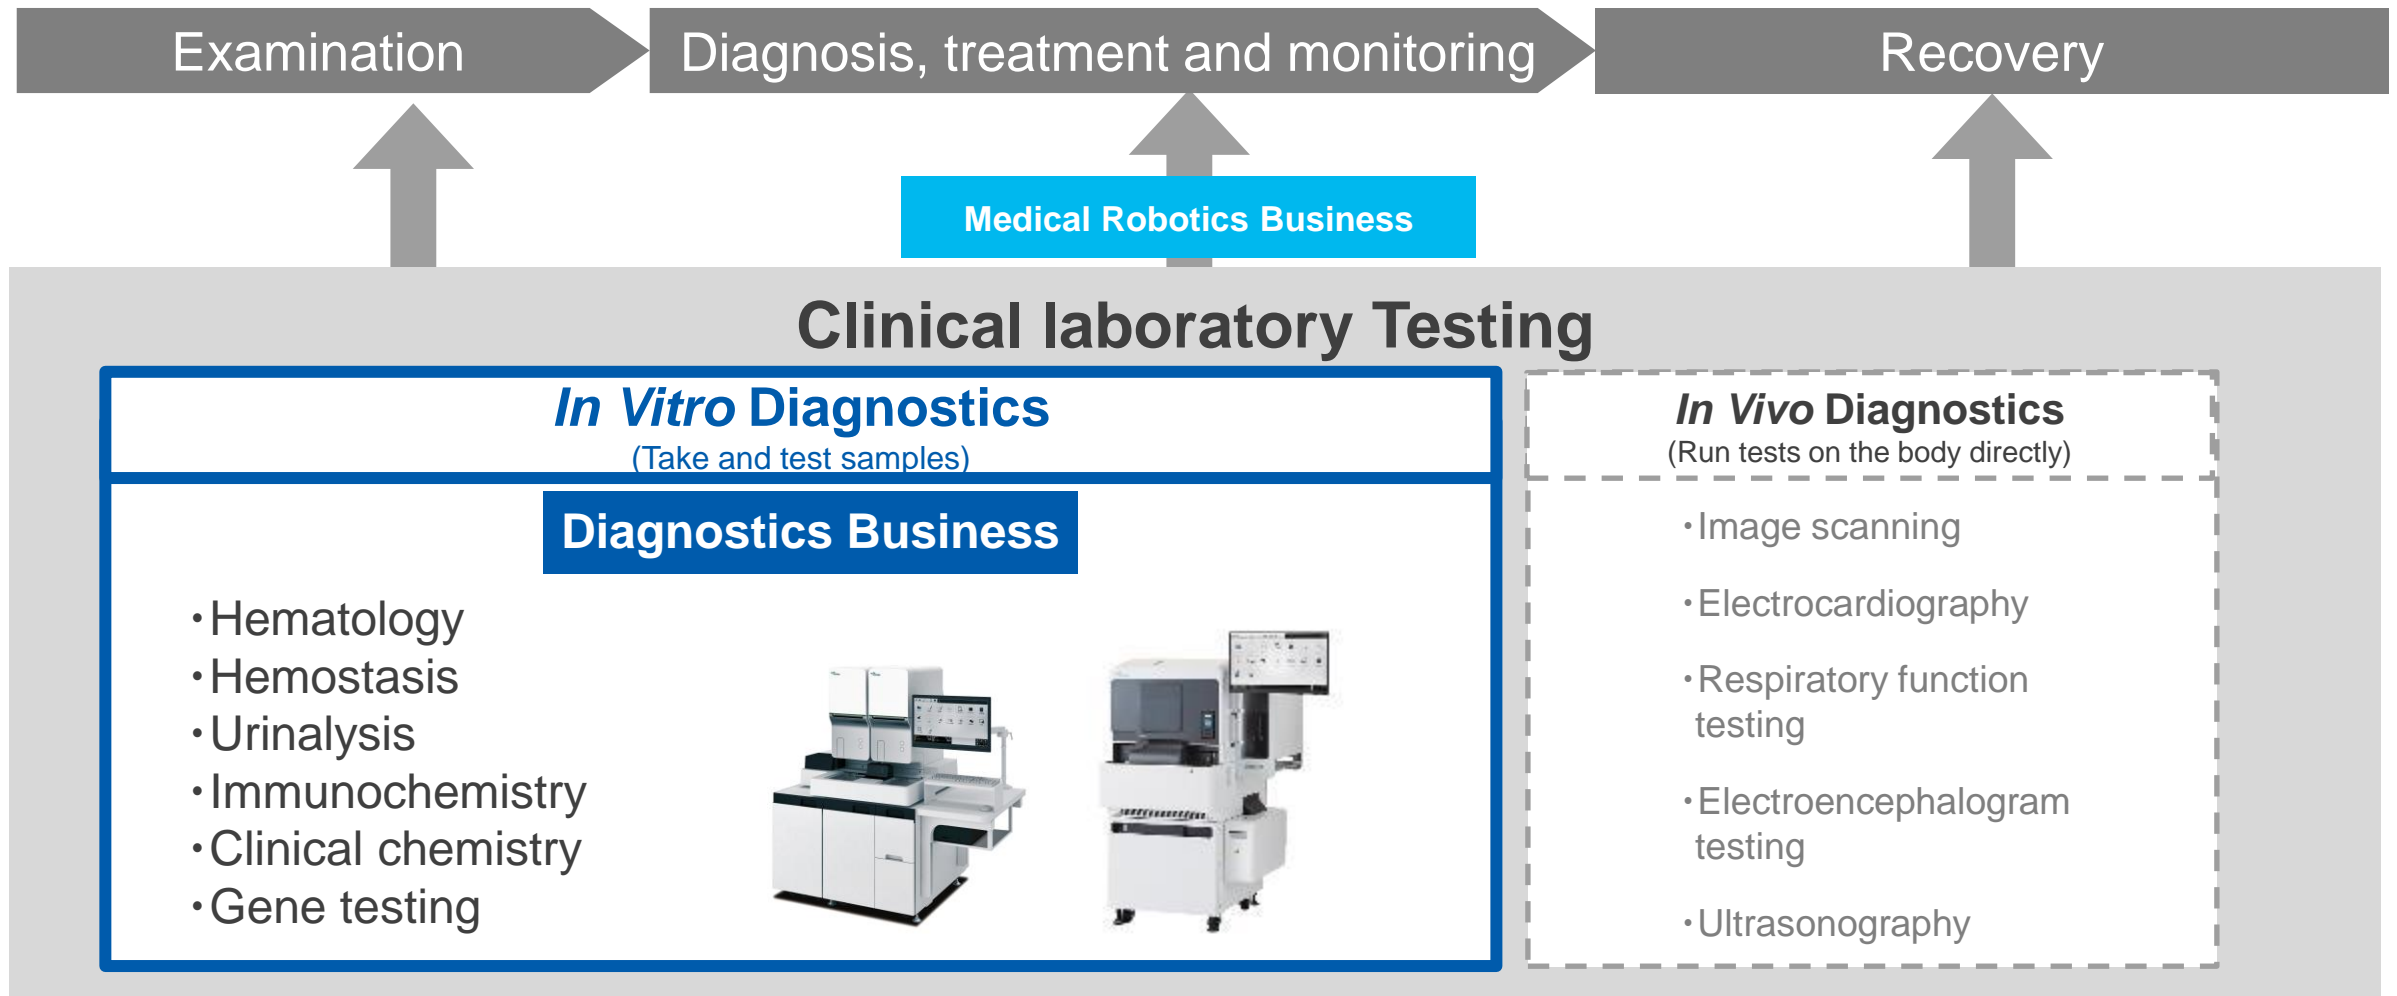 Examination
Diagnosis, treatment and monitoring
Recovery
Medical Robotics Business
Clinical laboratory Testing
In Vitro Diagnostics
(Take and test samples)
Diagnostics Business
・Hematology
・Hemostasis
・Urinalysis
・Immunochemistry
・Clinical chemistry
・Gene testing
In Vivo Diagnostics
(Run tests on the body directly)
・Image scanning
・Electrocardiography
・Respiratory function
testing
・Electroencephalogram
testing
・Ultrasonography